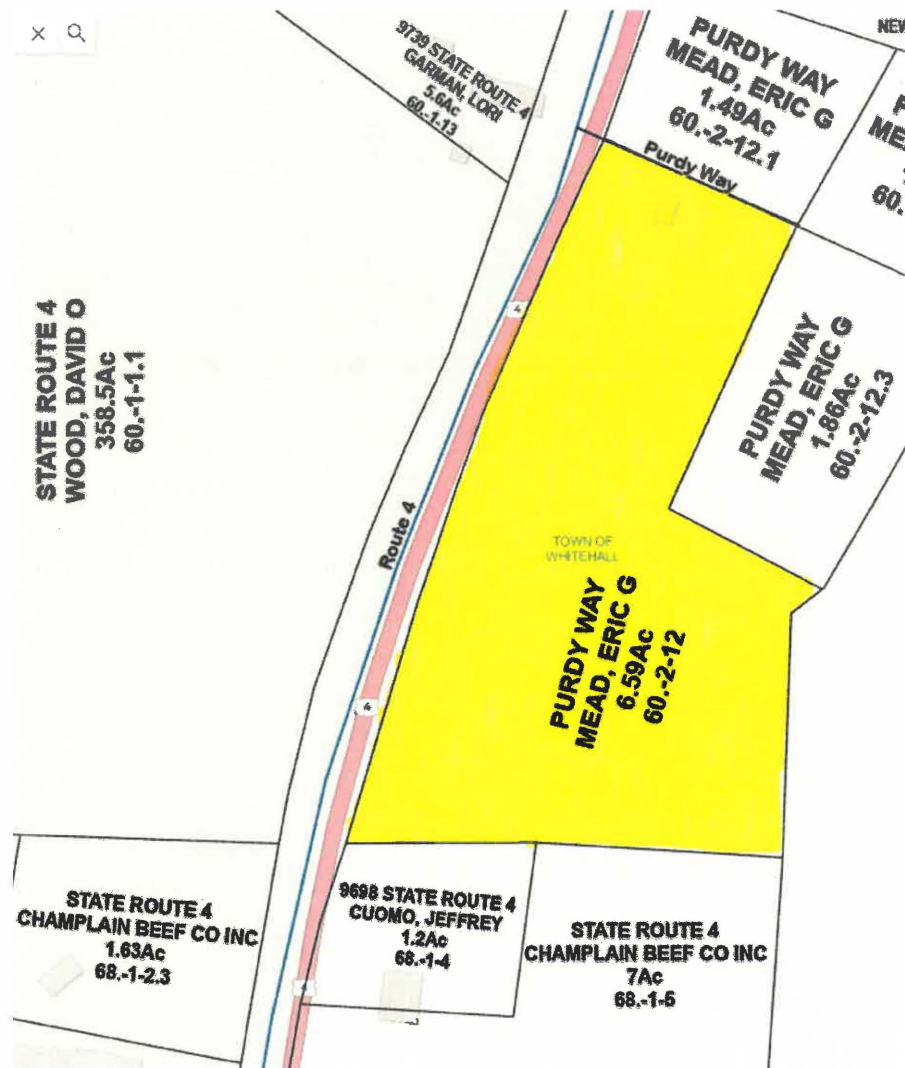 NEW
9739 STATE ROUTE 4
GARMAN, LORI
5.6Ac
60.-1-13
PURDY WAY
MEAD, ERIC G
1.49Ac
60.-2-12.1
Purdy Way
60.
4
STATE ROUTE 4
WOOD, DAVID O
358.5Ac
60.-1-1.1
PURDY WAY
MEAD, ERIC G
1.86Ac
60.-2-12.3
Route 4
TOWN OF
WHITEHALL
PURDY WAY
MEAD, ERIC G
6.59Ac
60.-2-12
4
STATE ROUTE 4
CHAMPLAIN BEEF CO INC
1.63Ac
68.-1-2.3
9698 STATE ROUTE 4
CUOMO, JEFFREY
1.2Ac
68.-1-4
STATE ROUTE 4
CHAMPLAIN BEEF CO INC
7Ac
68.-1-5
4